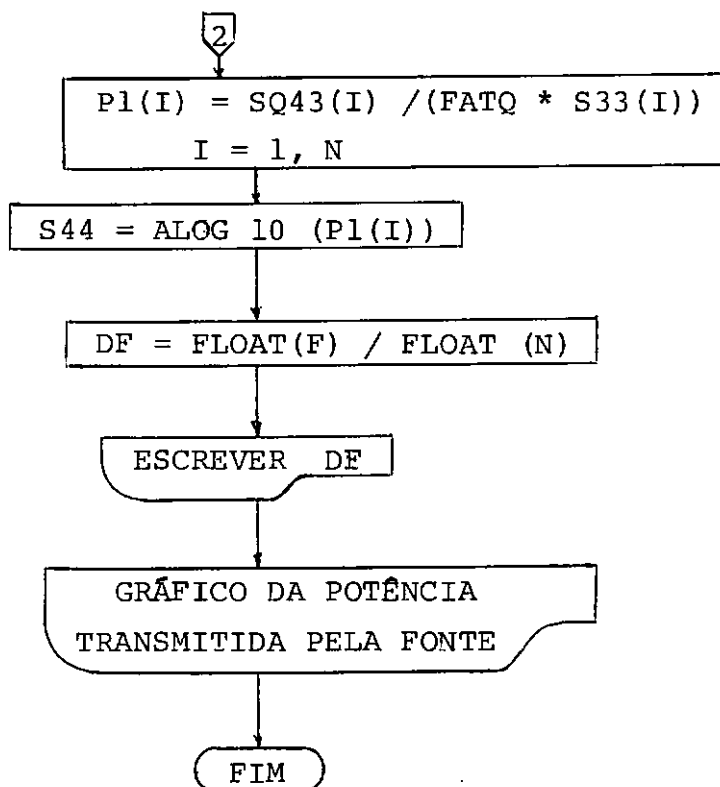 2
P1(I) = SQ43(I) /(FATQ * S33(I))
I = 1, N
S44 = ALOG 10 (P1(I))
DF = FLOAT(F) / FLOAT (N)
ESCREVER DF
GRÁFICO DA POTÊNCIA
TRANSMITIDA PELA FONTE
FIM